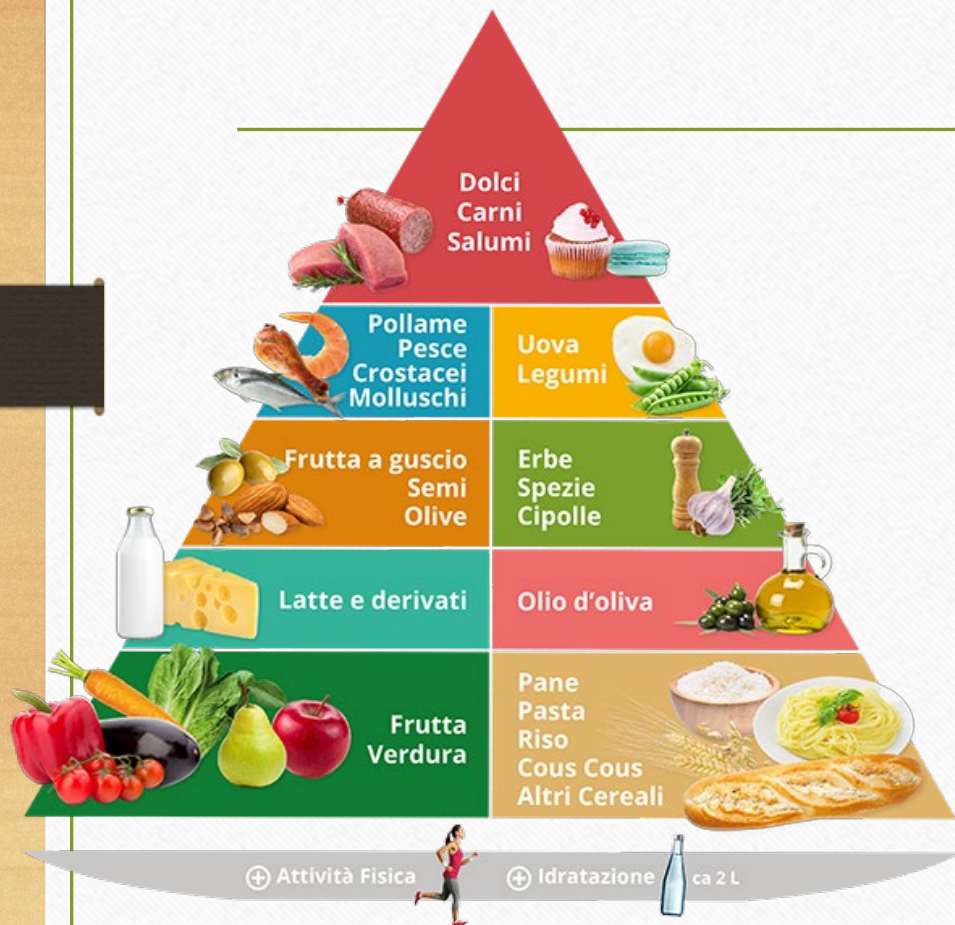 Dolci
Carni
Salumi
Pollame
Pesce
Crostacei
Molluschi
Uova
Legumi
Frutta a guscio
Semi
Olive
Erbe
Spezie
Cipolle
Latte e derivati
Olio d'oliva
Frutta
Verdura
Pane
Pasta
Riso
Cous Cous
Altri Cereali
+ Attività Fisica
+ Idratazione ca 2 L